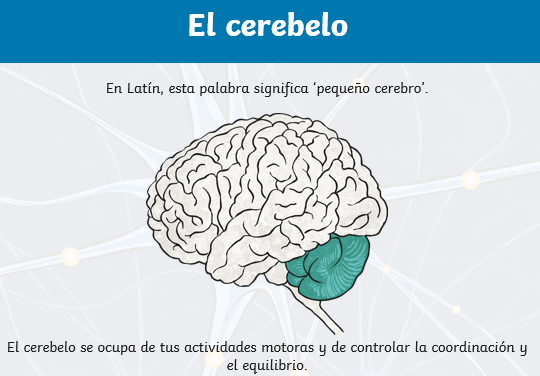 El cerebelo
En Latín, esta palabra significa ‘pequeño cerebro’.
El cerebelo se ocupa de tus actividades motoras y de controlar la coordinación y
el equilibrio.